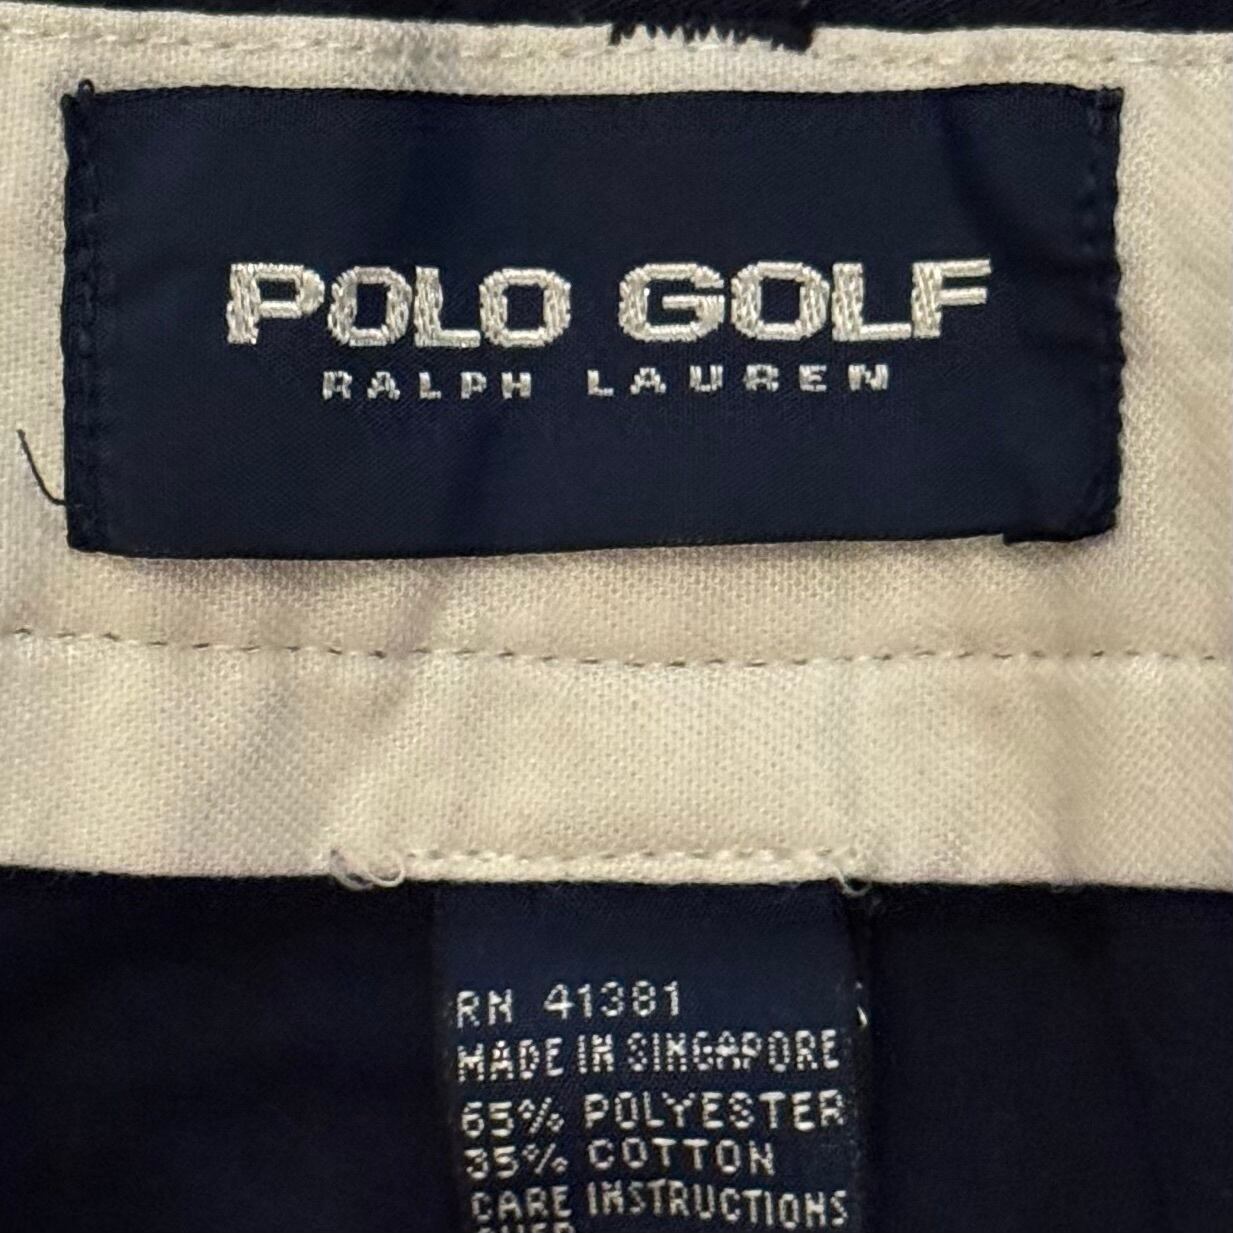 POLO GOLF
RALPH LAUREN
RN 41381
MADE IN SINGAPORE
65% POLYESTER
35% COTTON
CARE INSTRUCTIONS